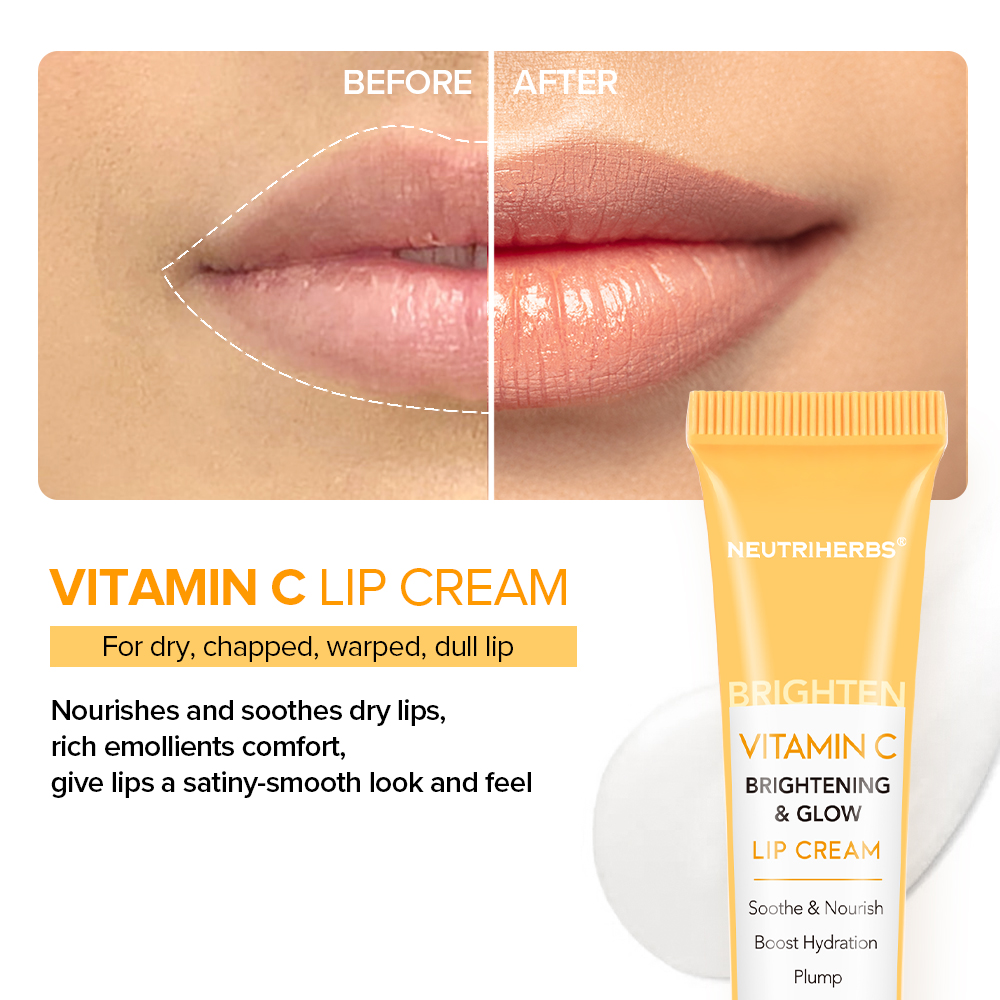 BEFORE AFTER
VITAMIN C LIP CREAM
For dry, chapped, warped, dull lip
Nourishes and soothes dry lips,
rich emollients comfort,
give lips a satiny-smooth look and feel
NEUTRIHERBS®
BRIGHTEN
VITAMIN C
BRIGHTENING
& GLOW
LIP CREAM
Soothe & Nourish
Boost Hydration
Plump